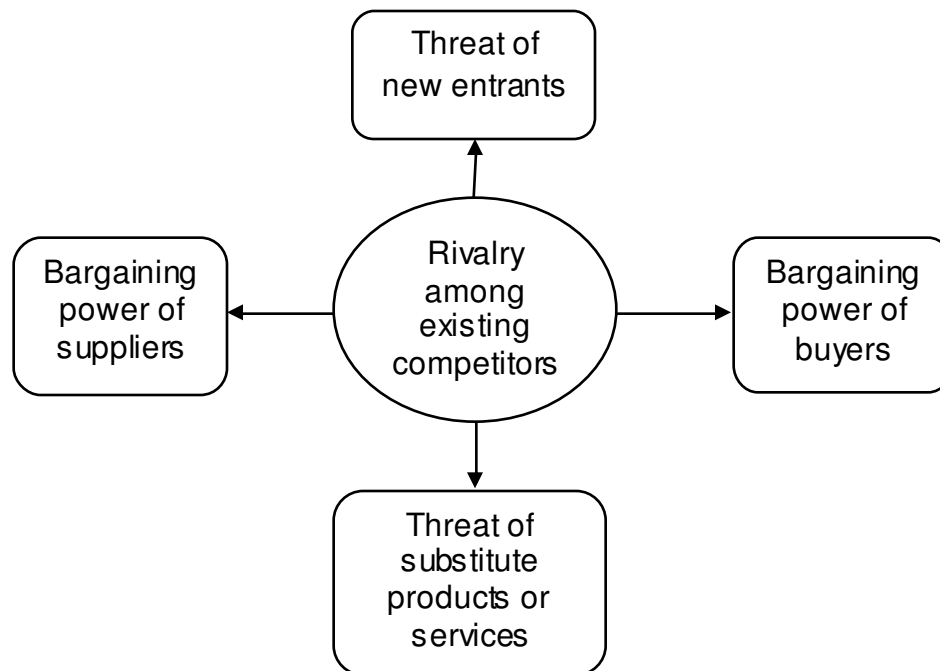 Threat of
new entrants
Bargaining
power of
suppliers
Rivalry
among
existing
competitors
Bargaining
power of
buyers
Threat of
substitute
products or
services